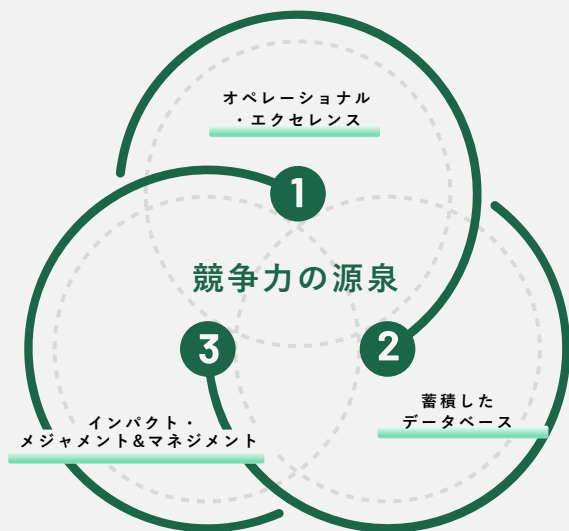 オペレーショナル
・エクセレンス
1
競争力の源泉
3
2
蓄積した
データベース
インパクト・
メジャメント&マネジメント